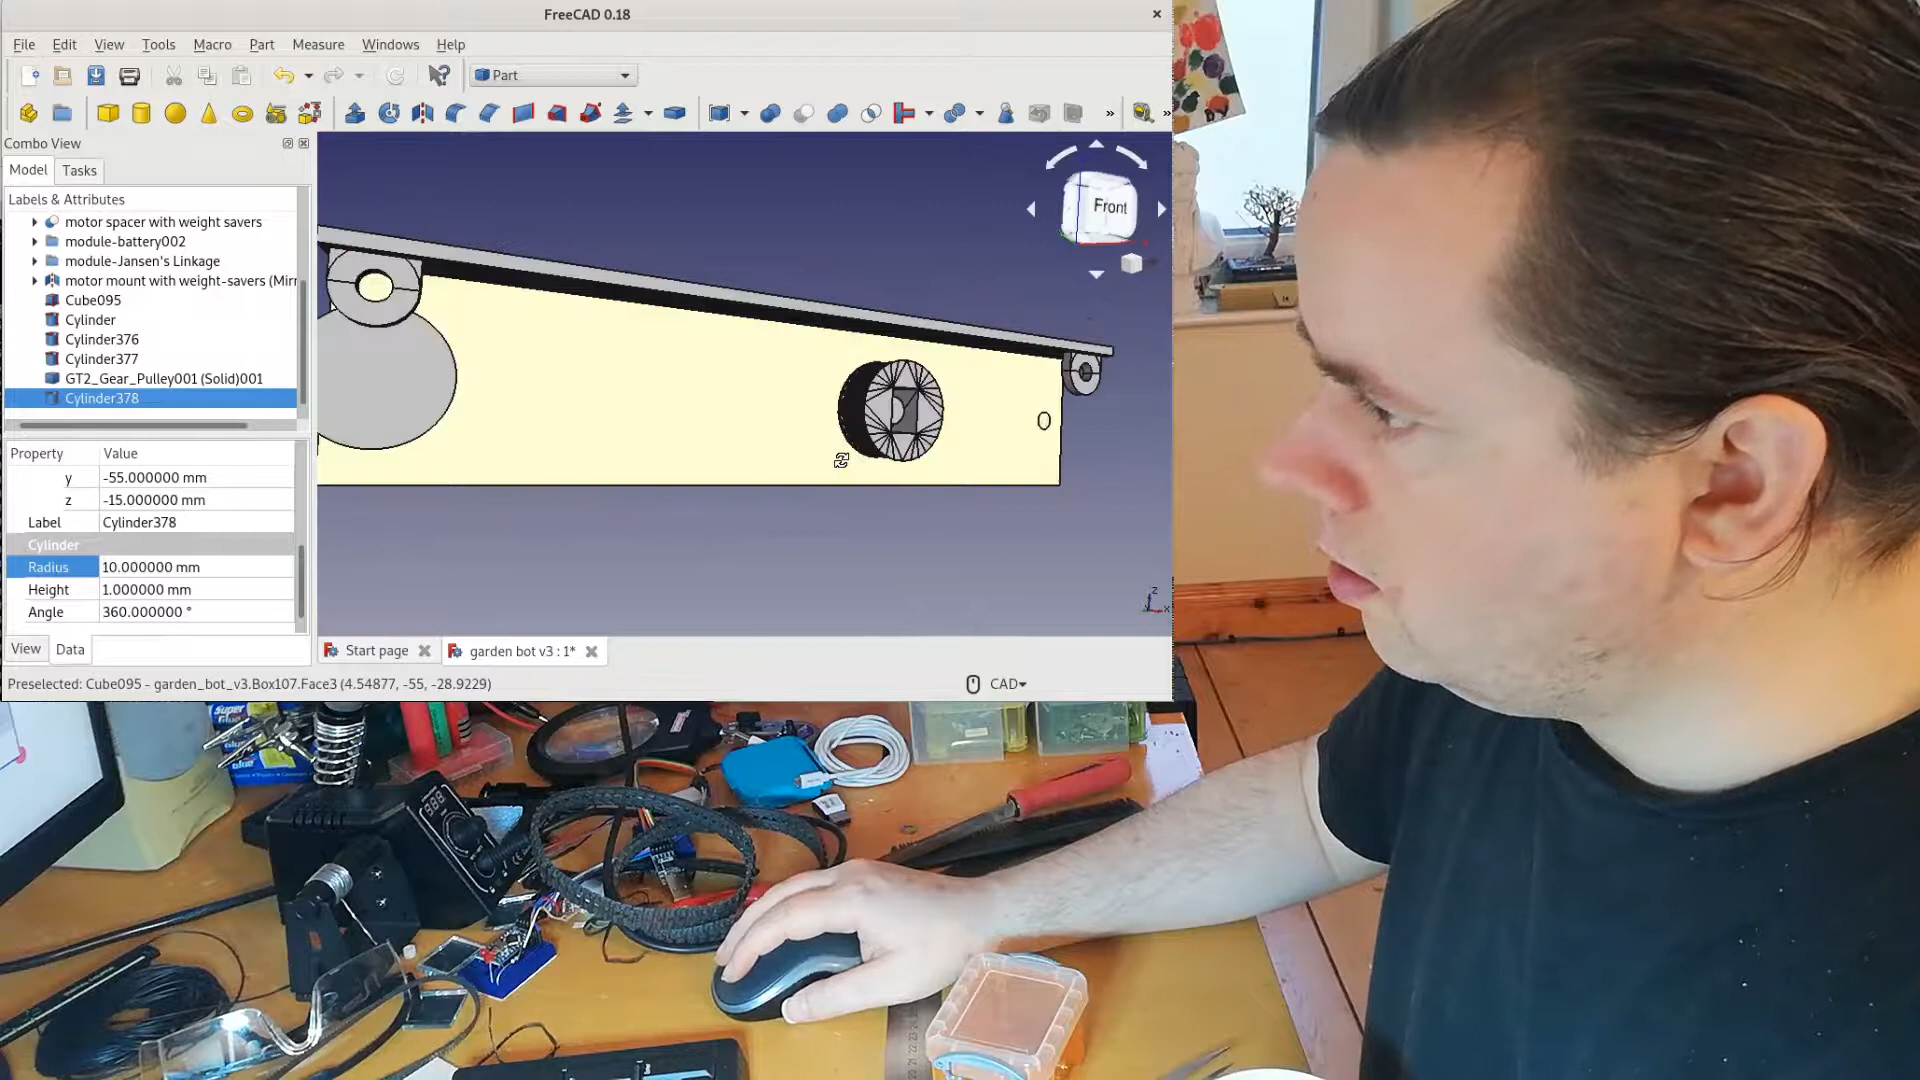 FreeCAD 0.18
File Edit View Tools Macro Part Measure Windows Help
Part
Combo View
Model Tasks
Labels & Attributes
motor spacer with weight savers
module-battery002
module-Jansen's Linkage
motor mount with weight-savers (Mirr
Cube095
Cylinder
Cylinder376
Cylinder377
GT2_Gear_Pulley001 (Solid)001
Cylinder378
Property Value
y -55.000000 mm
z -15.000000 mm
Label Cylinder378
Cylinder
Radius 10.000000 mm
Height 1.000000 mm
Angle 360.000000 °
View Data
Front
Z
X
Start page
garden bot v3 : 1*
Preselected: Cube095 - garden_bot_v3.Box107.Face3 (4.54877, -55, -28.9229)
CAD
Super
Glue